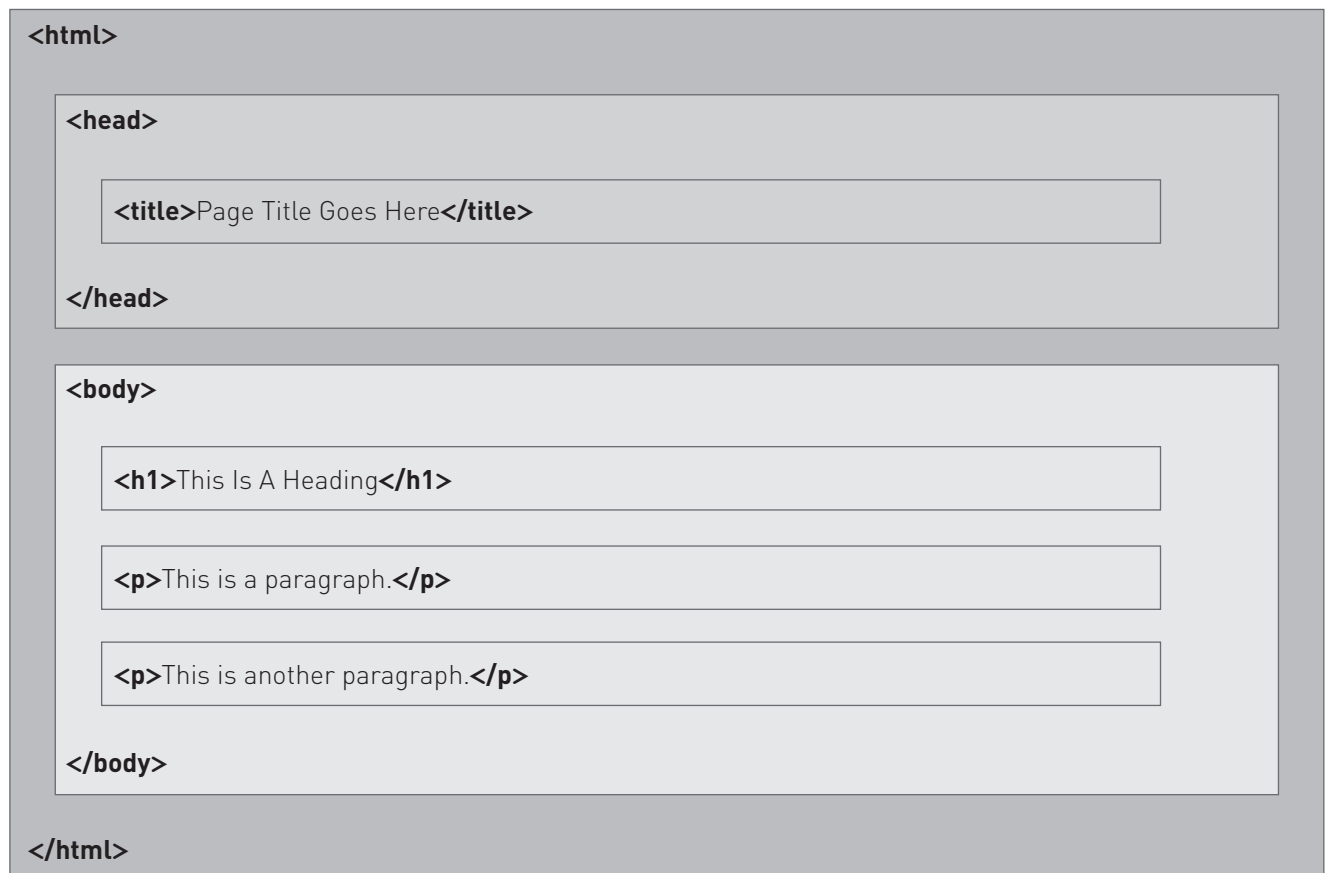 <html>
<head>
<title>Page Title Goes Here</title>
</head>
<body>
<h1>This Is A Heading</h1>
<p>This is a paragraph.</p>
<p>This is another paragraph.</p>
</body>
</html>